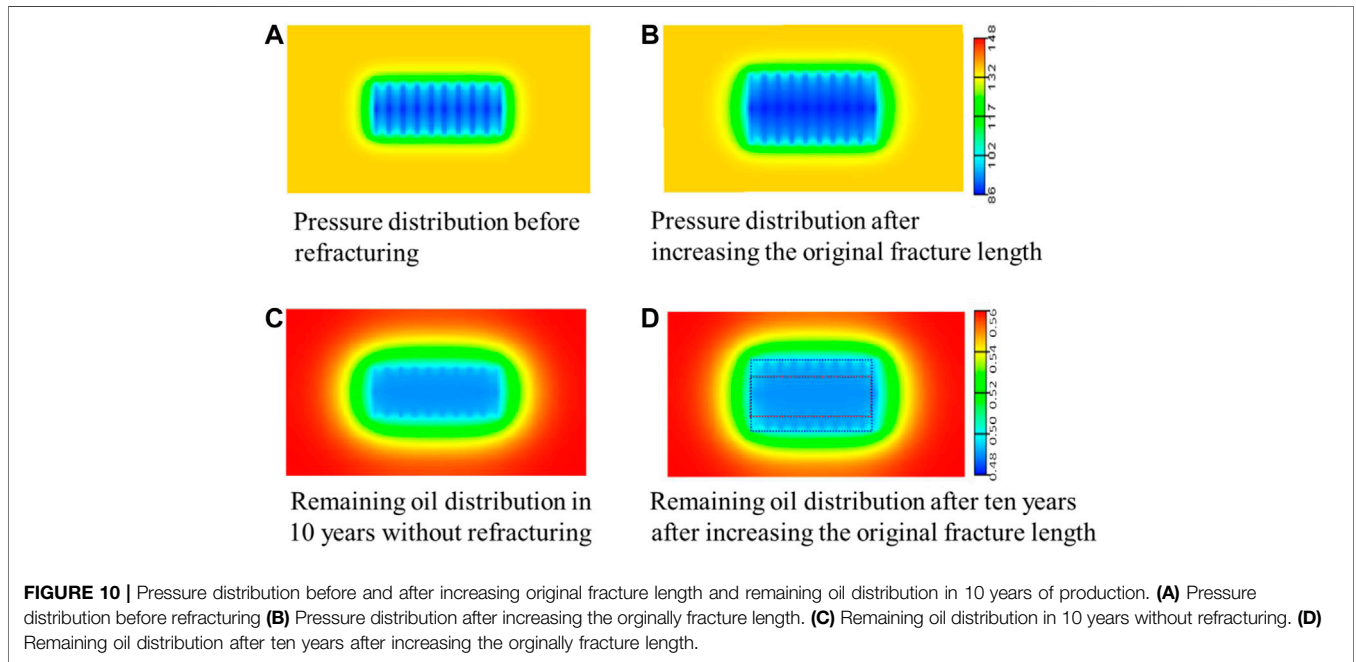 A
B
148
132
117
102
86
Pressure distribution before
refracturing
Pressure distribution after
increasing the original fracture length
C
D
0.56
0.54
0.52
0.50
0.48
Remaining oil distribution in
10 years without refracturing
Remaining oil distribution after ten years
after increasing the original fracture length
FIGURE 10 | Pressure distribution before and after increasing original fracture length and remaining oil distribution in 10 years of production. (A) Pressure
distribution before refracturing (B) Pressure distribution after increasing the orginally fracture length. (C) Remaining oil distribution in 10 years without refracturing. (D)
Remaining oil distribution after ten years after increasing the orginally fracture length.